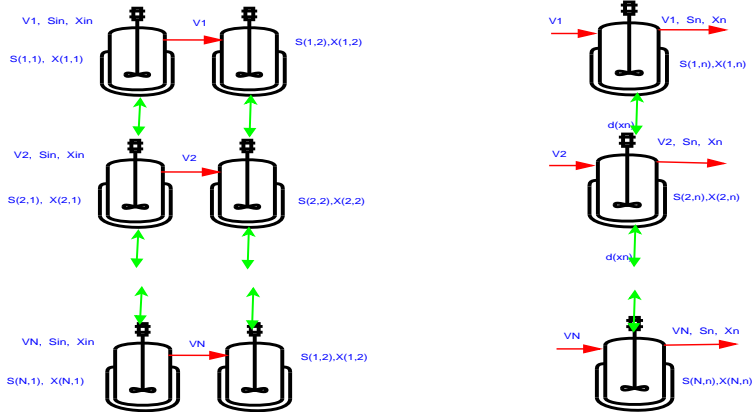 V1, Sin, Xin
V1
V1
V1, Sn, Xn
S(1,1), X(1,1)
S(1,2),X(1,2)
S(1,n),X(1,n)
d(xn)
V2, Sin, Xin
V2
V2
V2, Sn, Xn
S(2,1), X(2,1)
S(2,2),X(2,2)
S(2,n),X(2,n)
d(xn)
VN, Sin, Xin
VN
VN
VN, Sn, Xn
S(N,1), X(N,1)
S(1,2),X(1,2)
S(N,n),X(N,n)